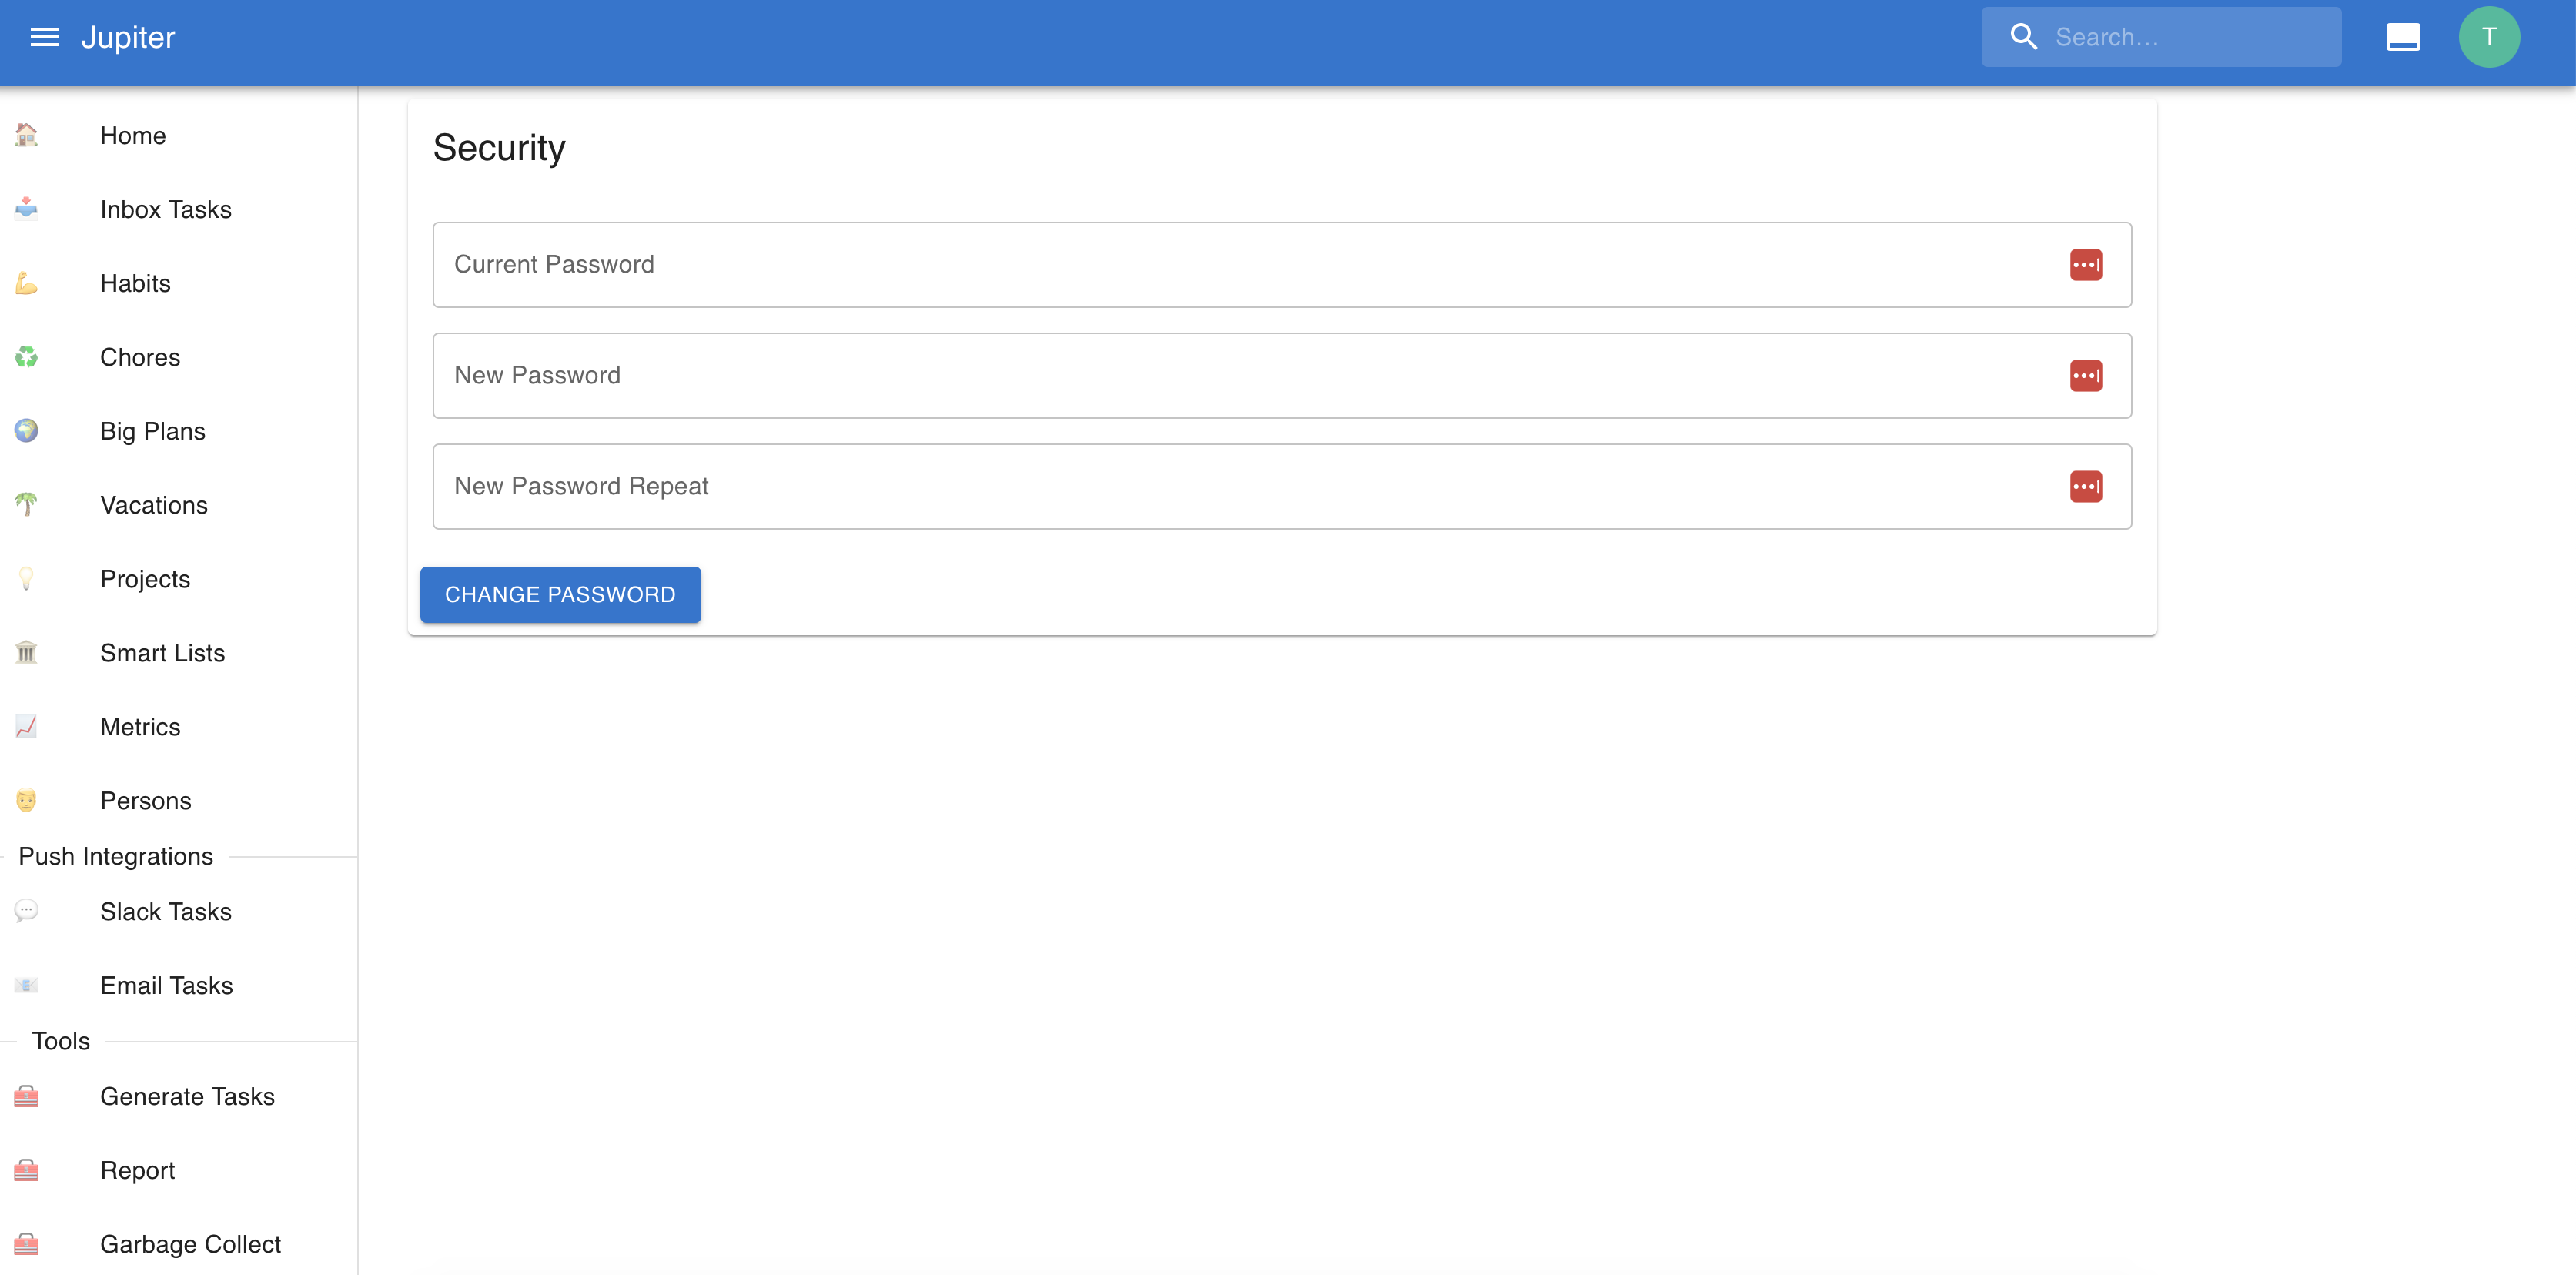 Jupiter
Search...
T
Home
Inbox Tasks
Habits
Chores
Big Plans
Vacations
Projects
Smart Lists
Metrics
Persons
Push Integrations
Slack Tasks
Email Tasks
Tools
Generate Tasks
Report
Garbage Collect
Security
Current Password
New Password
New Password Repeat
CHANGE PASSWORD